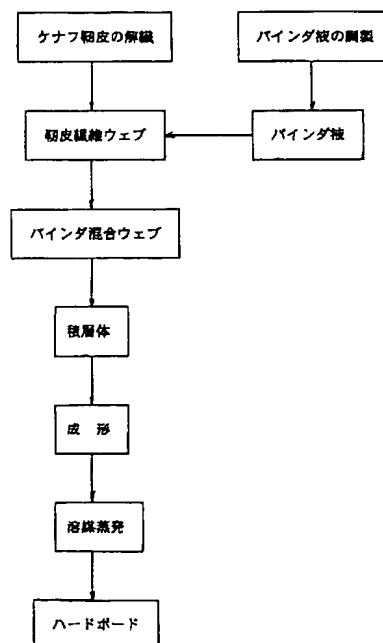 ケナフ靭皮の解繊
バインダ液の調製
靭皮繊維ウェブ
バインダ液
バインダ混合ウェブ
積層体
成 形
溶媒蒸発
ハードボード